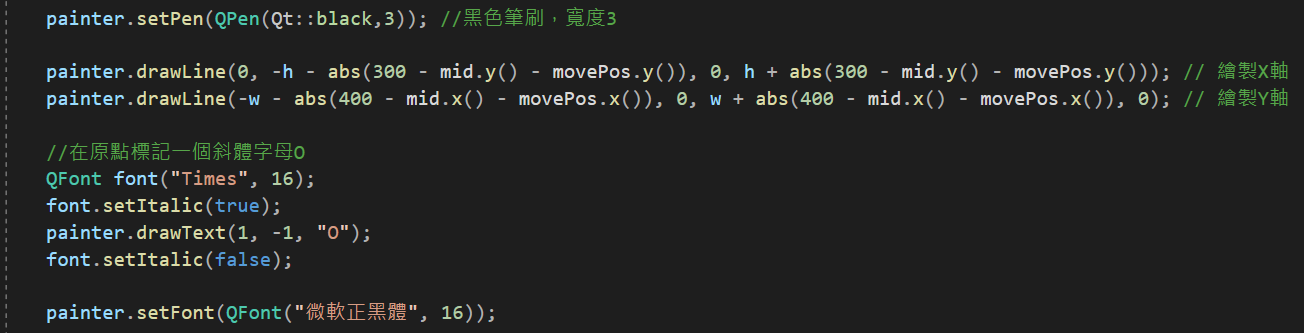 painter.setPen(QPen(Qt::black,3)); //黑色筆刷，寬度3
painter.drawLine(0, -h - abs(300 - mid.y() - movePos.y()), 0, h + abs(300 - mid.y() - movePos.y())); // 繪製X軸
painter.drawLine(-w - abs(400 - mid.x() - movePos.x()), 0, w + abs(400 - mid.x() - movePos.x()), 0); // 繪製Y軸
//在原點標記一個斜體字母O
QFont font("Times", 16);
font.setItalic(true);
painter.drawText(1, -1, "O");
font.setItalic(false);
painter.setFont(QFont("微軟正黑體", 16));